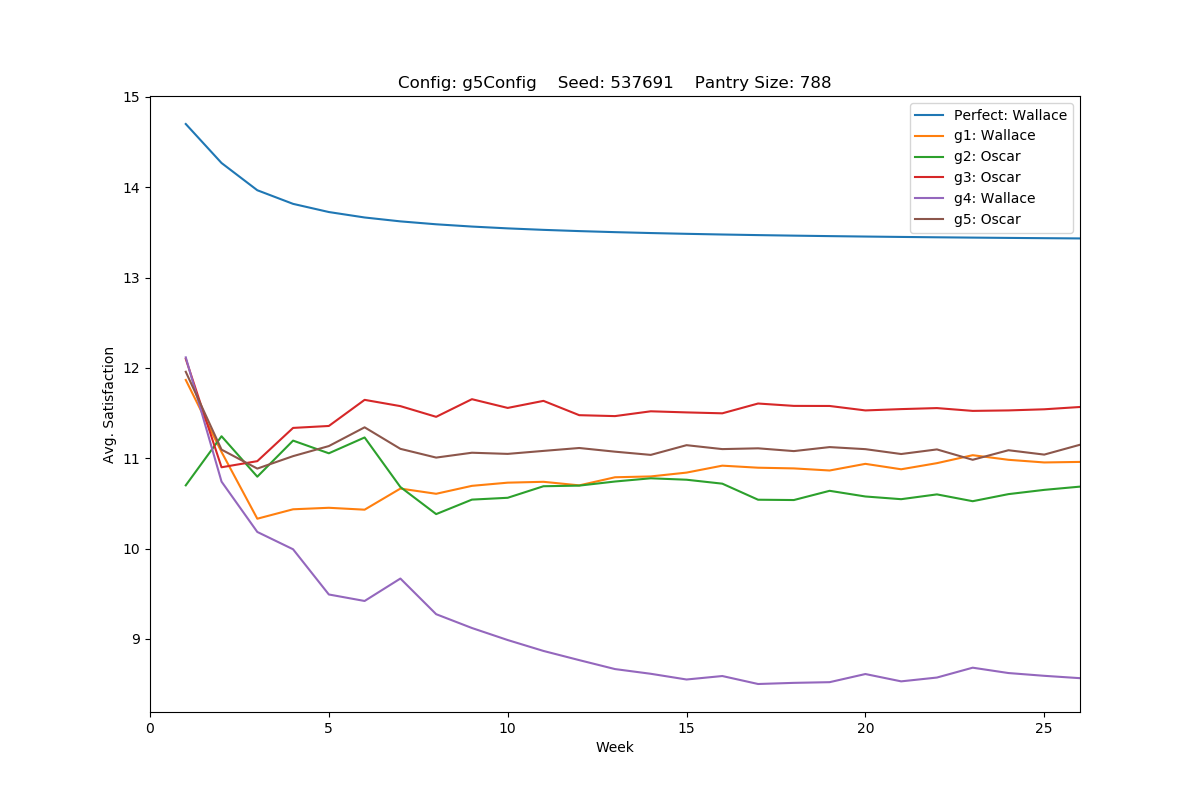 Config: g5Config    Seed: 537691    Pantry Size: 788
15
14
13
12
11
10
9
Avg. Satisfaction
Perfect: Wallace
g1: Wallace
g2: Oscar
g3: Oscar
g4: Wallace
g5: Oscar
0 5 10 15 20 25
Week